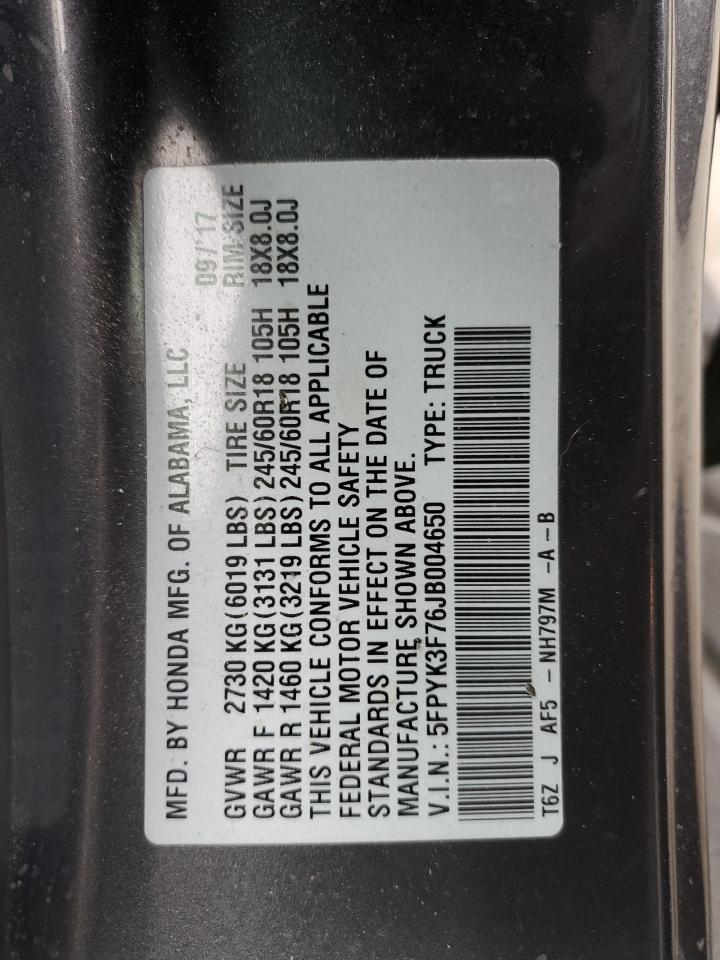 MFD. BY HONDA MFG. OF ALABAMA, LLC 09/'17
GVWR 2730 KG (6019 LBS) TIRE SIZE RIM SIZE
GAWR F 1420 KG (3131 LBS) 245/60R18 105H 18X8.0J
GAWR R 1460 KG (3219 LBS) 245/60R18 105H 18X8.0J
THIS VEHICLE CONFORMS TO ALL APPLICABLE
FEDERAL MOTOR VEHICLE SAFETY
STANDARDS IN EFFECT ON THE DATE OF
MANUFACTURE SHOWN ABOVE.
V.I.N.: 5FPYK3F76JB004650 TYPE: TRUCK
T6Z J AF5 - NH797M -A-B